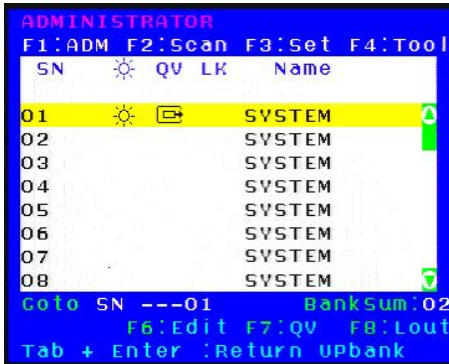 ADMINISTRATOR
F1:ADM F2:Scan F3:Set F4:Tool
SN QV LK Name
01 SYSTEM
02 SYSTEM
03 SYSTEM
04 SYSTEM
05 SYSTEM
06 SYSTEM
07 SYSTEM
08 SYSTEM
Goto SN ---01 BankSum:02
F6:Edit F7:QV F8:Lout
Tab + Enter :Return UPbank